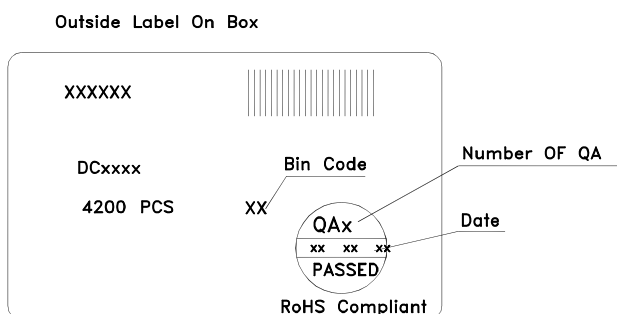 Outside Label On Box
XXXXXX
DCxxxx
Bin Code
Number OF QA
4200 PCS
XX
QAx
Date
xx xx xx
PASSED
RoHS Compliant